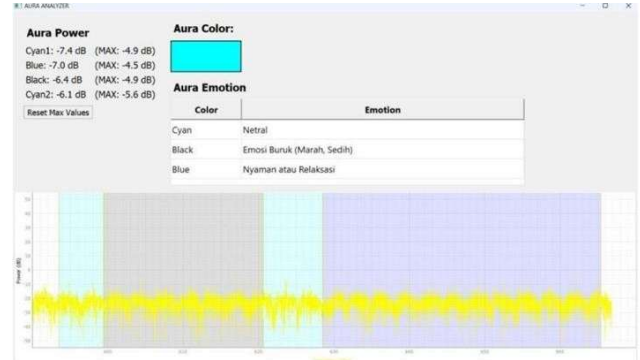 AURA ANALYZER
Aura Power
Cyan1: -7.4 dB (MAX: -4.9 dB)
Blue: -7.0 dB (MAX: -4.5 dB)
Black: -6.4 dB (MAX: -4.9 dB)
Cyan2: -6.1 dB (MAX: -5.6 dB)
Reset Max Values
Aura Color:
Aura Emotion
Color Emotion
Cyan Netral
Black Emosi Buruk (Marah, Sedih)
Blue Nyaman atau Relaksasi
Power (dB)